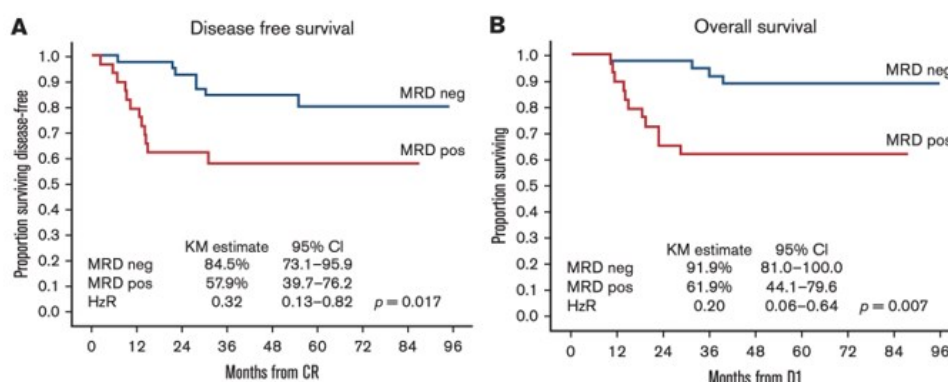 A
Disease free survival
Proportion surviving disease-free
1.0
0.9
0.8
0.7
0.6
0.5
0.4
0.3
0.2
0.1
0.0
MRD neg
MRD pos
KM estimate 95% CI
MRD neg 84.5% 73.1–95.9
MRD pos 57.9% 39.7–76.2
HzR 0.32 0.13–0.82 p = 0.017
0 12 24 36 48 60 72 84 96
Months from CR
B
Overall survival
Proportion surviving
1.0
0.9
0.8
0.7
0.6
0.5
0.4
0.3
0.2
0.1
0.0
MRD neg
MRD pos
KM estimate 95% CI
MRD neg 91.9% 81.0–100.0
MRD pos 61.9% 44.1–79.6
HzR 0.20 0.06–0.64 p = 0.007
0 12 24 36 48 60 72 84 96
Months from D1